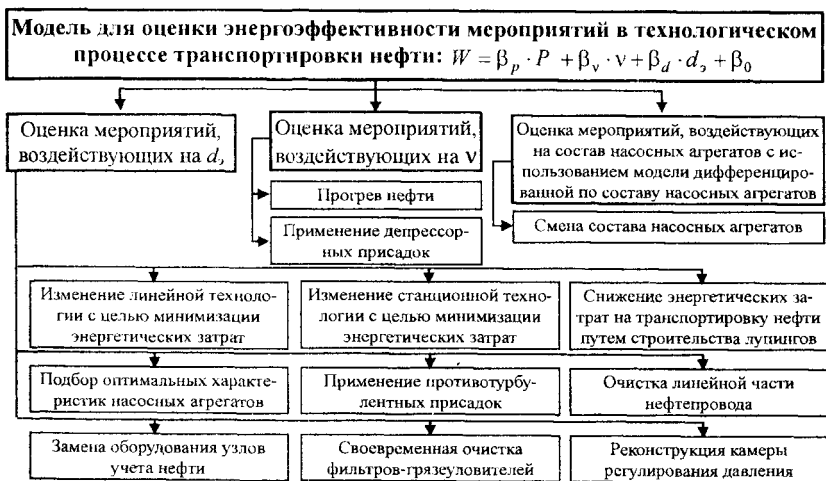 Модель для оценки энергоэффективности мероприятий в технологическом
процессе транспортировки нефти: W = βp · P + βν · ν + βd · dэ + β0
Оценка мероприятий,
воздействующих на dэ
Оценка мероприятий,
воздействующих на ν
Прогрев нефти
Применение депрессор-
ных присадок
Оценка мероприятий, воздействующих
на состав насосных агрегатов с ис-
пользованием модели дифференциро-
ванной по составу насосных агрегатов
Смена состава насосных агрегатов
Изменение линейной техноло-
гии с целью минимизации
энергетических затрат
Изменение станционной техно-
логии с целью минимизации
энергетических затрат
Снижение энергетических за-
трат на транспортировку нефти
путем строительства лупингов
Подбор оптимальных характе-
ристик насосных агрегатов
Применение противотурбу-
лентных присадок
Очистка линейной части
нефтепровода
Замена оборудования узлов
учета нефти
Своевременная очистка
фильтров-грязеуловителей
Реконструкция камеры
регулирования давления